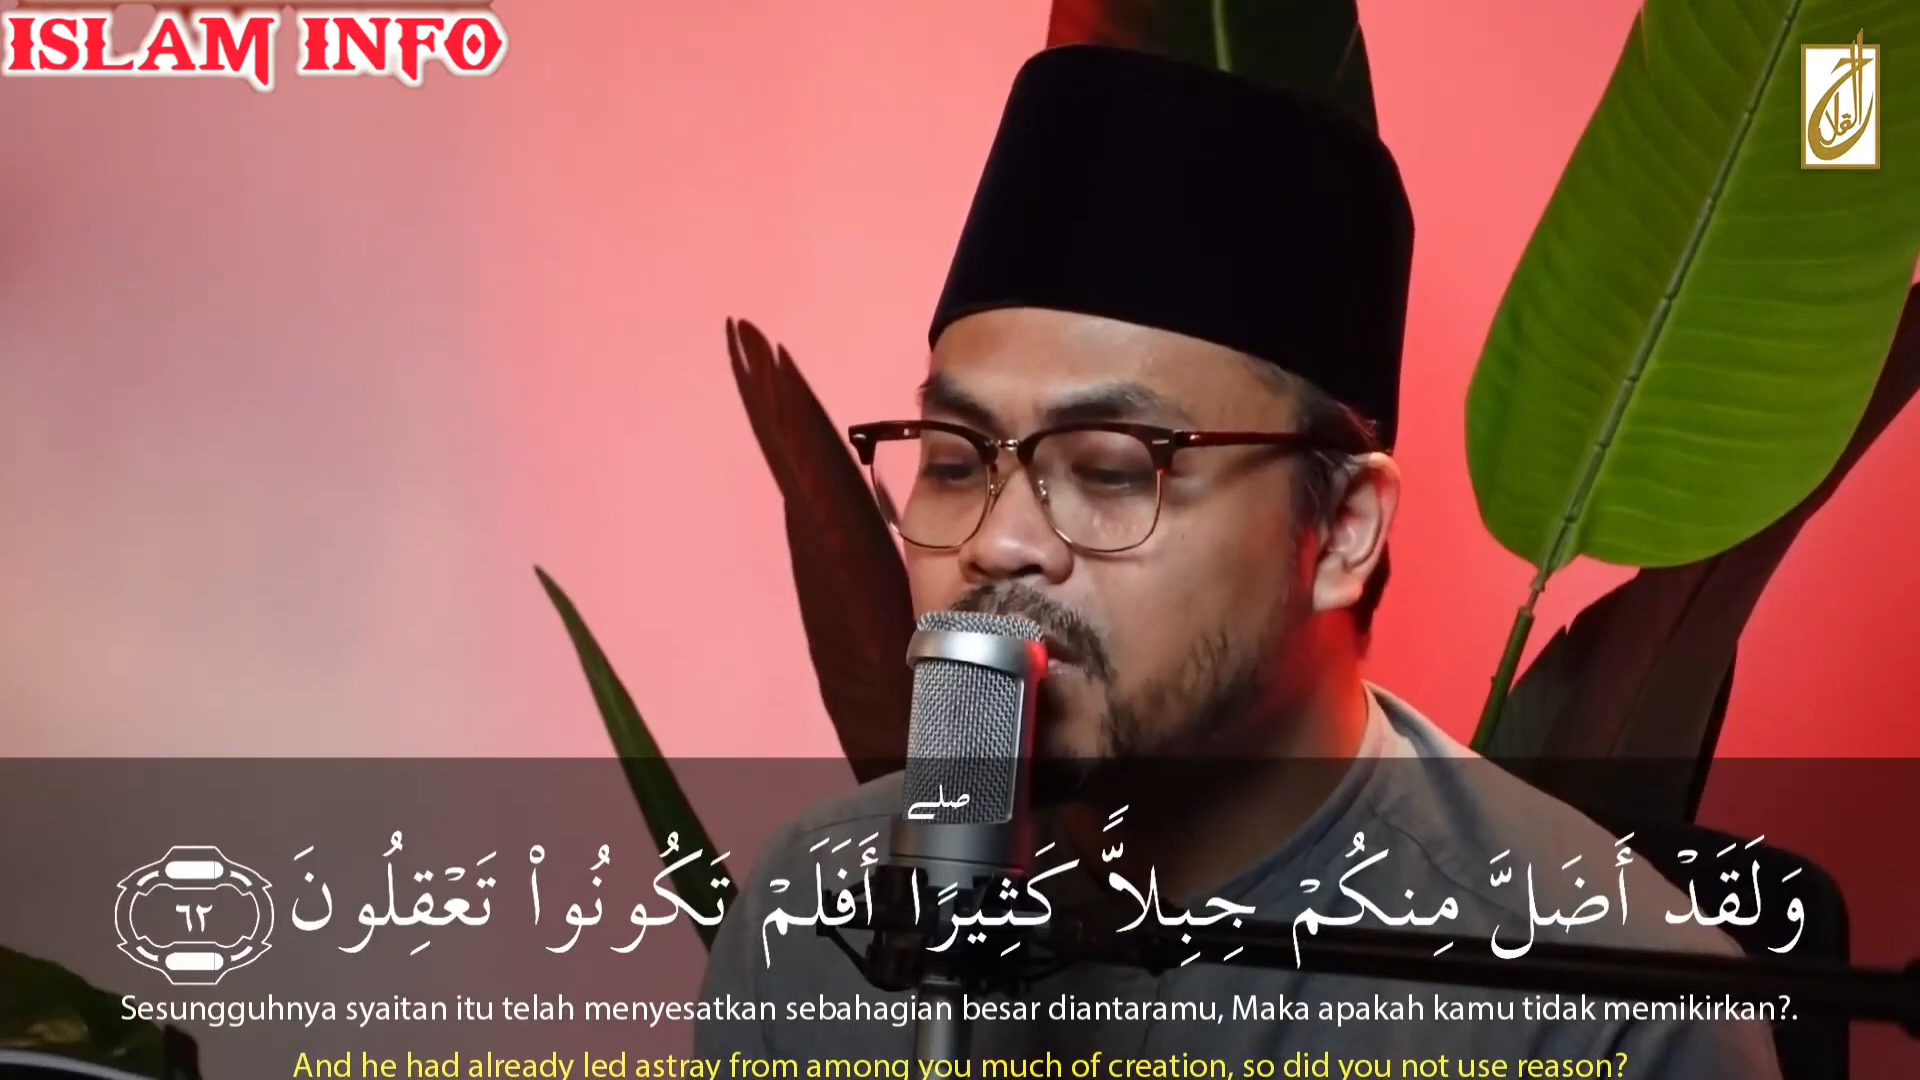 ISLAM INFO
وَلَقَدْ أَضَلَّ مِنكُمْ جِبِلاًّ كَثِيرًا ۖ أَفَلَمْ تَكُونُواْ تَعْقِلُونَ ٦٢
Sesungguhnya syaitan itu telah menyesatkan sebahagian besar diantaramu, Maka apakah kamu tidak memikirkan?.
And he had already led astray from among you much of creation, so did you not use reason?